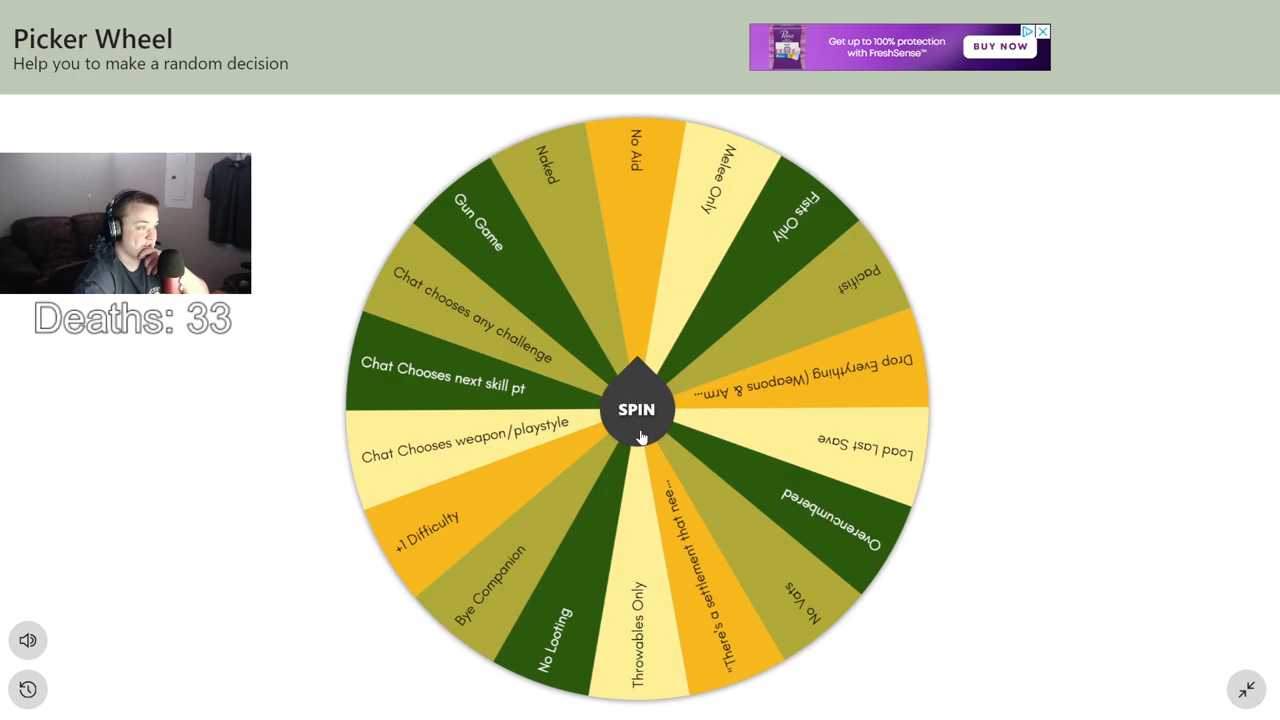 Picker Wheel
Help you to make a random decision
Get up to 100% protection
with FreshSense™
BUY NOW
Poise
Deaths: 33
No Aid
Melee Only
Fists Only
Pacifist
Drop Everything (Weapons & Arm...
Load Last Save
Overencumbered
No Vats
"There's a settlement that nee...
Throwables Only
No Looting
Bye Companion
+1 Difficulty
Chat Chooses weapon/playstyle
Chat Chooses next skill pt
Chat chooses any challenge
Gun Game
Naked
SPIN